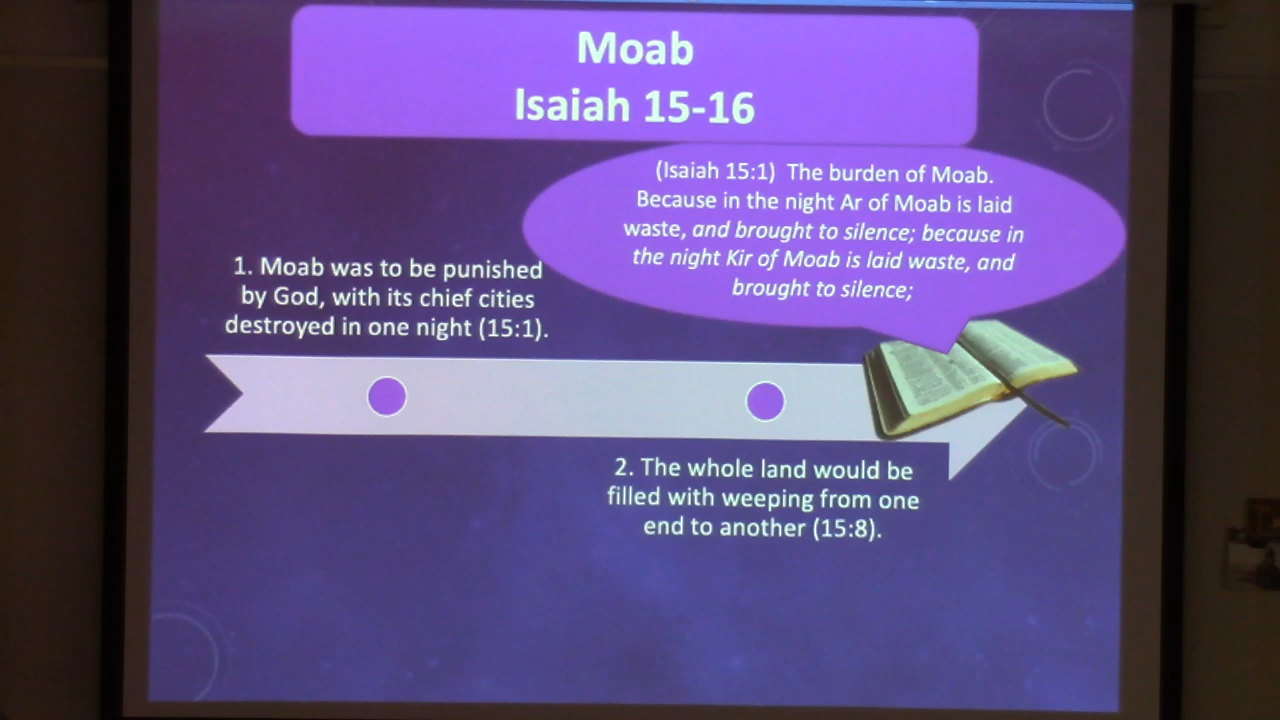 Moab
Isaiah 15-16
(Isaiah 15:1) The burden of Moab.
Because in the night Ar of Moab is laid
waste, and brought to silence; because in
the night Kir of Moab is laid waste, and
brought to silence;
1. Moab was to be punished
by God, with its chief cities
destroyed in one night (15:1).
2. The whole land would be
filled with weeping from one
end to another (15:8).